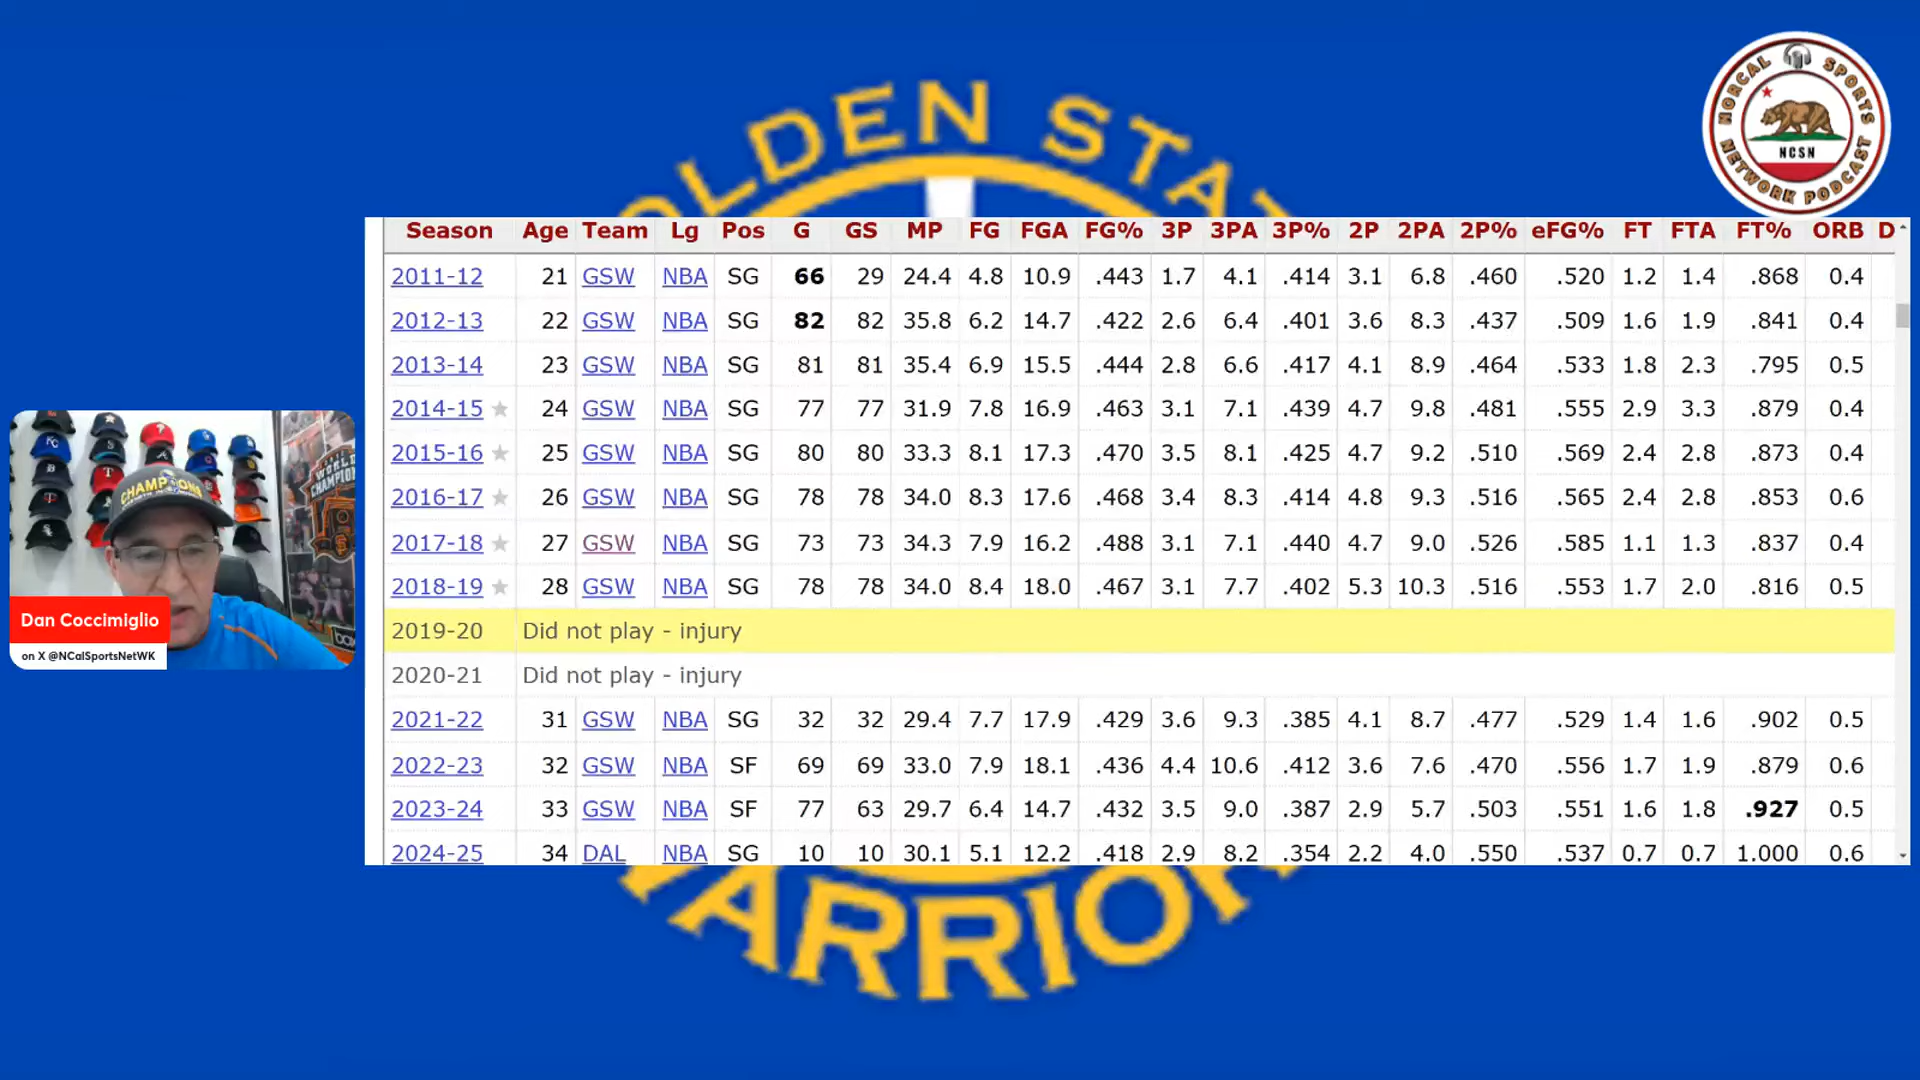 GOLDEN STAT
NORCAL SPORTS
NETWORK PODCAST
NCSN
Season Age Team Lg Pos G GS MP FG FGA FG% 3P 3PA 3P% 2P 2PA 2P% eFG% FT FTA FT% ORB D
2011-12 21 GSW NBA SG 66 29 24.4 4.8 10.9 .443 1.7 4.1 .414 3.1 6.8 .460 .520 1.2 1.4 .868 0.4
2012-13 22 GSW NBA SG 82 82 35.8 6.2 14.7 .422 2.6 6.4 .401 3.6 8.3 .437 .509 1.6 1.9 .841 0.4
2013-14 23 GSW NBA SG 81 81 35.4 6.9 15.5 .444 2.8 6.6 .417 4.1 8.9 .464 .533 1.8 2.3 .795 0.5
2014-15 ★ 24 GSW NBA SG 77 77 31.9 7.8 16.9 .463 3.1 7.1 .439 4.7 9.8 .481 .555 2.9 3.3 .879 0.4
2015-16 ★ 25 GSW NBA SG 80 80 33.3 8.1 17.3 .470 3.5 8.1 .425 4.7 9.2 .510 .569 2.4 2.8 .873 0.4
2016-17 ★ 26 GSW NBA SG 78 78 34.0 8.3 17.6 .468 3.4 8.3 .414 4.8 9.3 .516 .565 2.4 2.8 .853 0.6
2017-18 ★ 27 GSW NBA SG 73 73 34.3 7.9 16.2 .488 3.1 7.1 .440 4.7 9.0 .526 .585 1.1 1.3 .837 0.4
2018-19 ★ 28 GSW NBA SG 78 78 34.0 8.4 18.0 .467 3.1 7.7 .402 5.3 10.3 .516 .553 1.7 2.0 .816 0.5
2019-20 Did not play - injury
2020-21 Did not play - injury
2021-22 31 GSW NBA SG 32 32 29.4 7.7 17.9 .429 3.6 9.3 .385 4.1 8.7 .477 .529 1.4 1.6 .902 0.5
2022-23 32 GSW NBA SF 69 69 33.0 7.9 18.1 .436 4.4 10.6 .412 3.6 7.6 .470 .556 1.7 1.9 .879 0.6
2023-24 33 GSW NBA SF 77 63 29.7 6.4 14.7 .432 3.5 9.0 .387 2.9 5.7 .503 .551 1.6 1.8 .927 0.5
2024-25 34 DAL NBA SG 10 10 30.1 5.1 12.2 .418 2.9 8.2 .354 2.2 4.0 .550 .537 0.7 0.7 1.000 0.6
CHAMPIONS
WORLD
CHAMPION
Dan Coccimiglio
on X @NCalSportsNetWK
WARRIOR